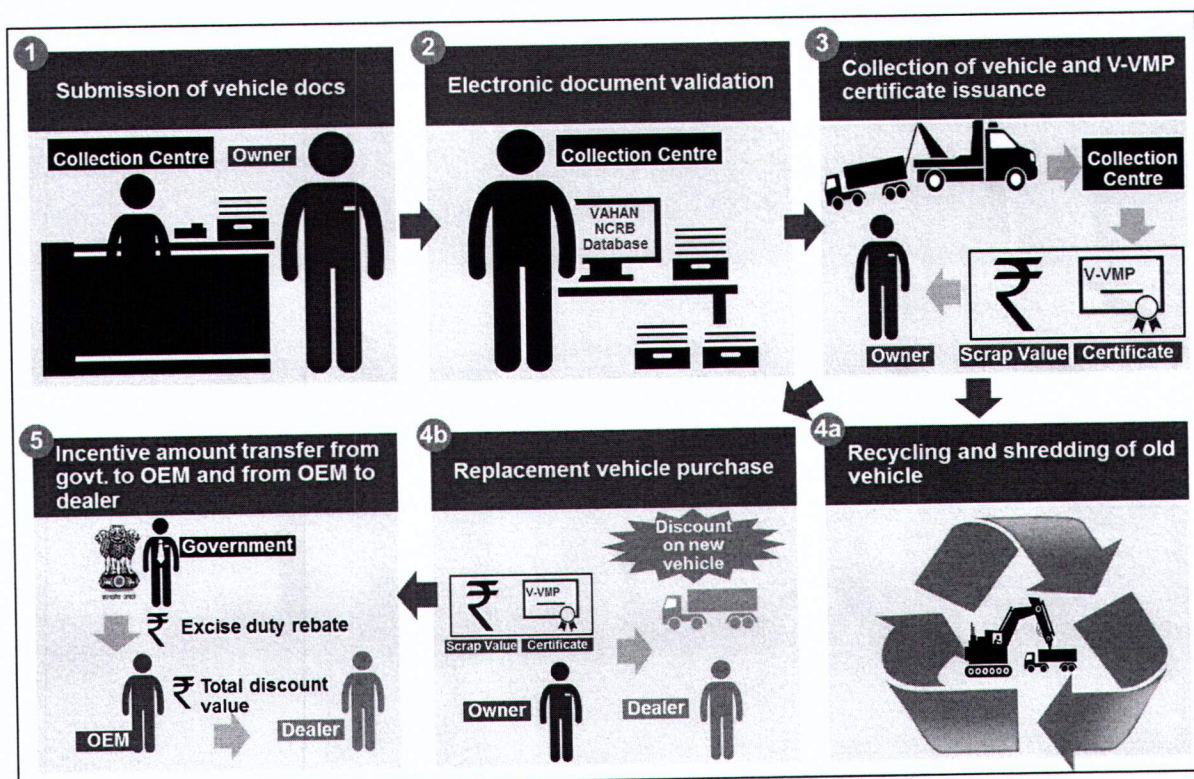 1
Submission of vehicle docs
Collection Centre
Owner
2
Electronic document validation
Collection Centre
VAHAN
NCRB
Database
3
Collection of vehicle and V-VMP
certificate issuance
Collection
Centre
₹
V-VMP
Owner
Scrap Value
Certificate
4a
Recycling and shredding of old
vehicle
4b
Replacement vehicle purchase
Discount
on new
vehicle
₹
V-VMP
Scrap Value
Certificate
Owner
Dealer
5
Incentive amount transfer from
govt. to OEM and from OEM to
dealer
Government
सत्यमेव जयते
₹ Excise duty rebate
₹ Total discount
value
OEM
Dealer